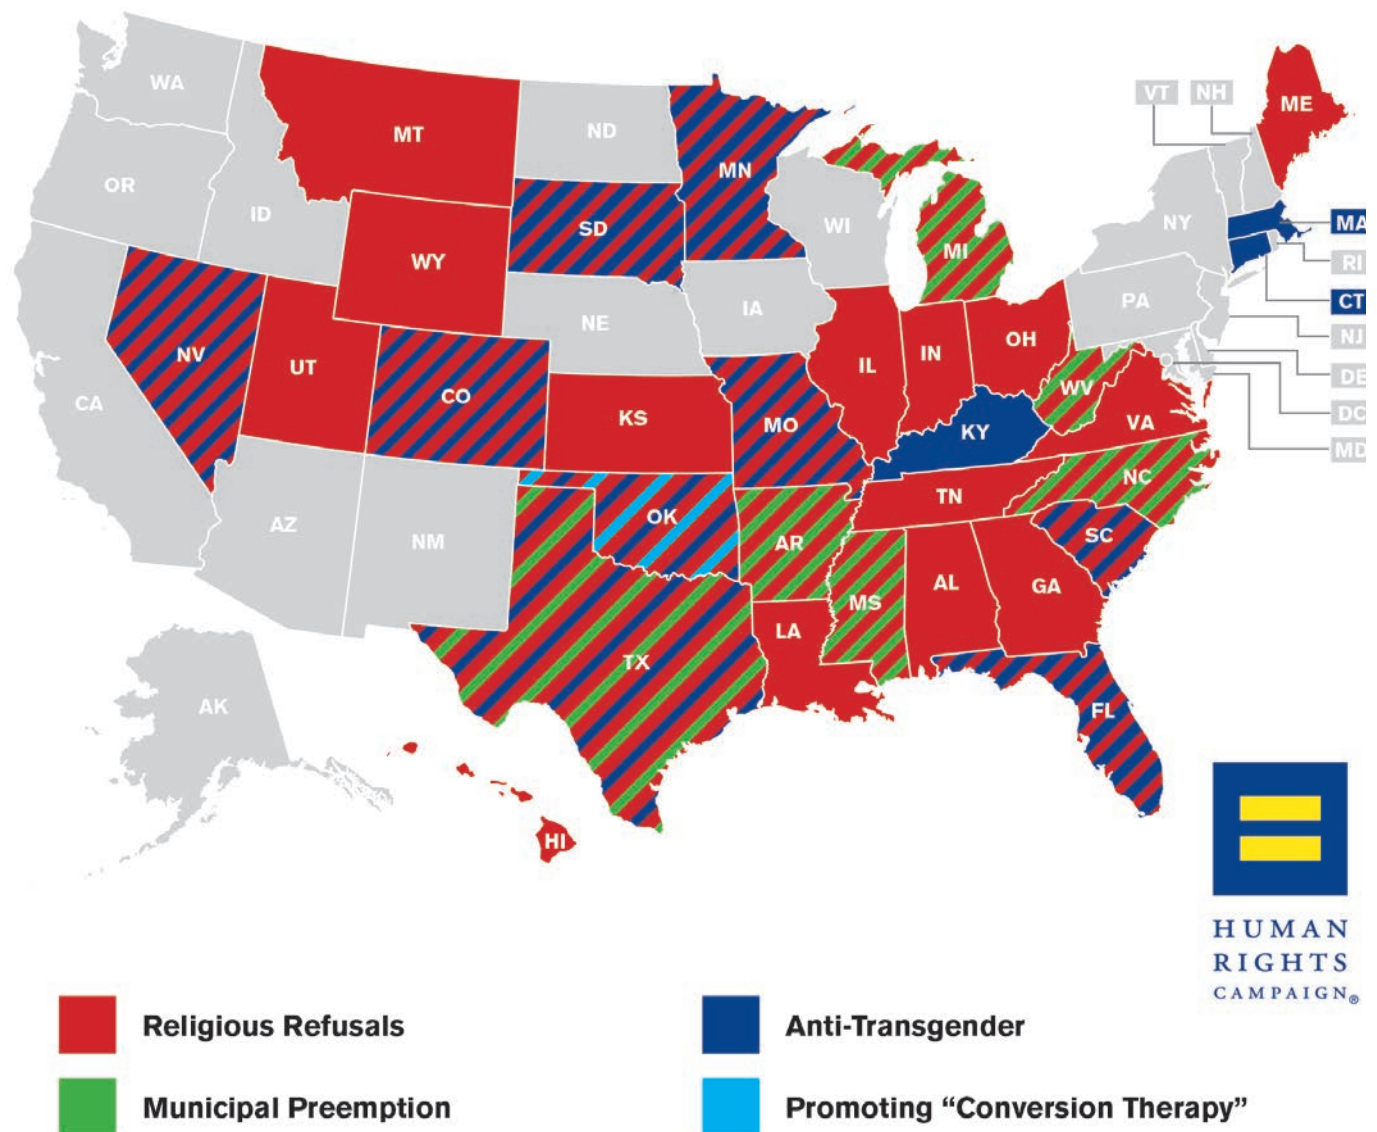 WA
MT
ND
MN
VT
NH
ME
OR
ID
SD
WI
NY
MA
WY
MI
RI
NE
IA
PA
CT
NV
UT
CO
KS
MO
IL
IN
OH
NJ
CA
KY
WV
VA
DE
DC
MD
AZ
NM
OK
AR
TN
NC
SC
MS
AL
GA
LA
TX
AK
FL
HI
HUMAN
RIGHTS
CAMPAIGN®
Religious Refusals
Anti-Transgender
Municipal Preemption
Promoting “Conversion Therapy”